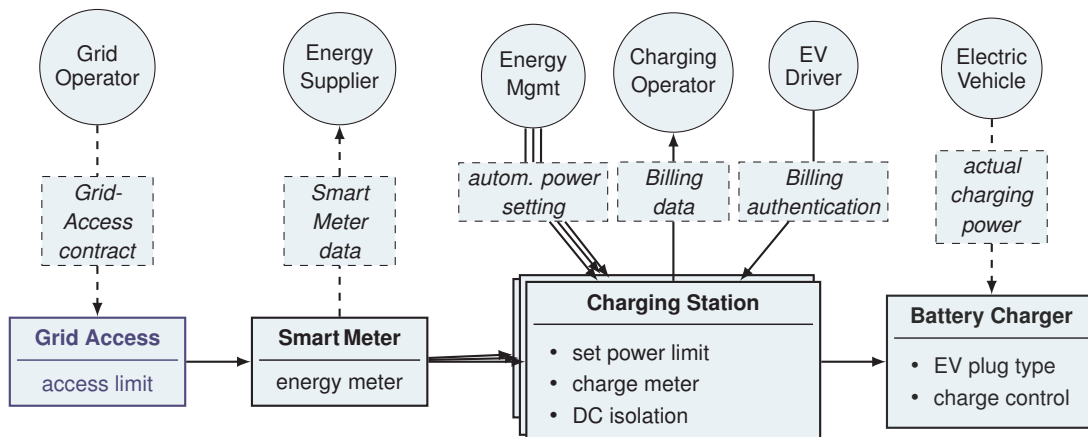 Grid
Operator
Energy
Supplier
Energy
Mgmt
Charging
Operator
EV
Driver
Electric
Vehicle
Grid-
Access
contract
Smart
Meter
data
autom. power
setting
Billing
data
Billing
authentication
actual
charging
power
Grid Access
access limit
Smart Meter
energy meter
Charging Station
• set power limit
• charge meter
• DC isolation
Battery Charger
• EV plug type
• charge control